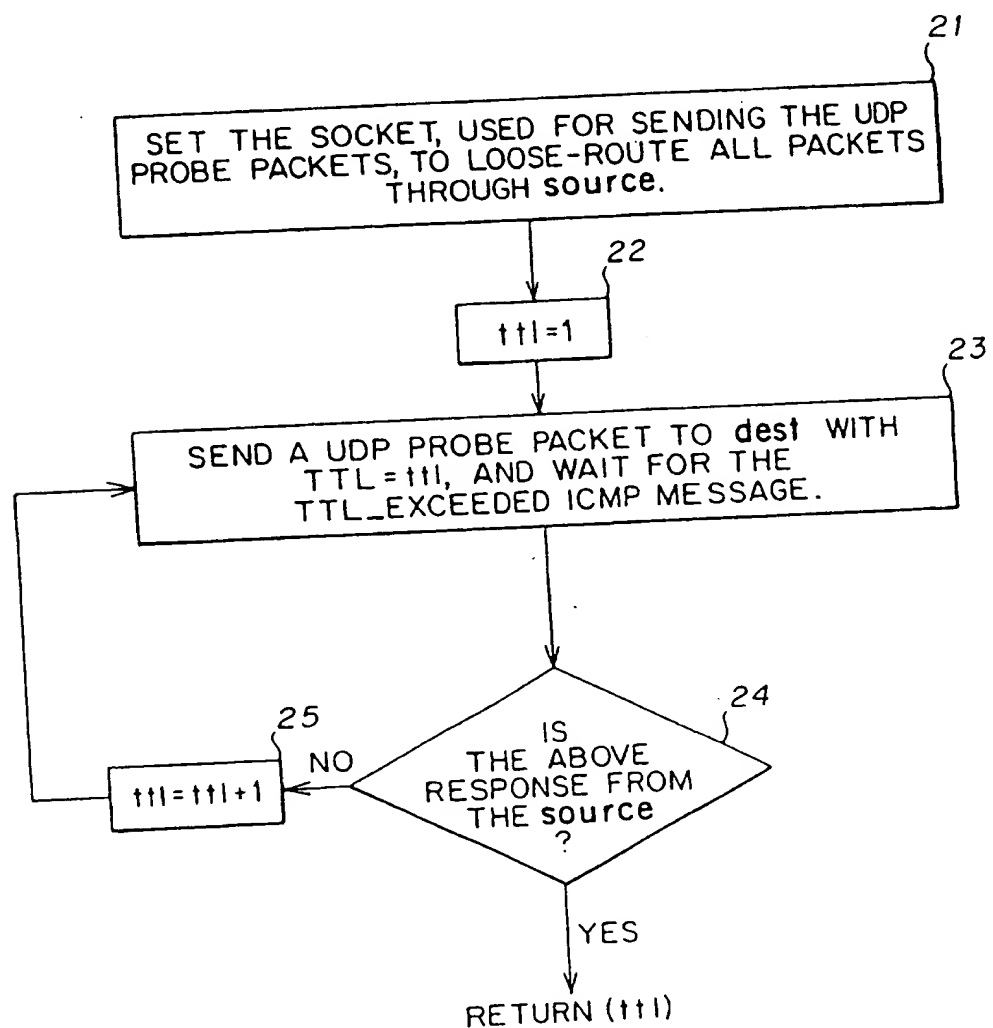 21
SET THE SOCKET, USED FOR SENDING THE UDP
PROBE PACKETS, TO LOOSE-ROUTE ALL PACKETS
THROUGH source.
22
ttl=1
23
SEND A UDP PROBE PACKET TO dest WITH
TTL=ttl, AND WAIT FOR THE
TTL_EXCEEDED ICMP MESSAGE.
24
IS
THE ABOVE
RESPONSE FROM
THE source
?
25
NO
ttl=ttl+1
YES
RETURN (ttl)